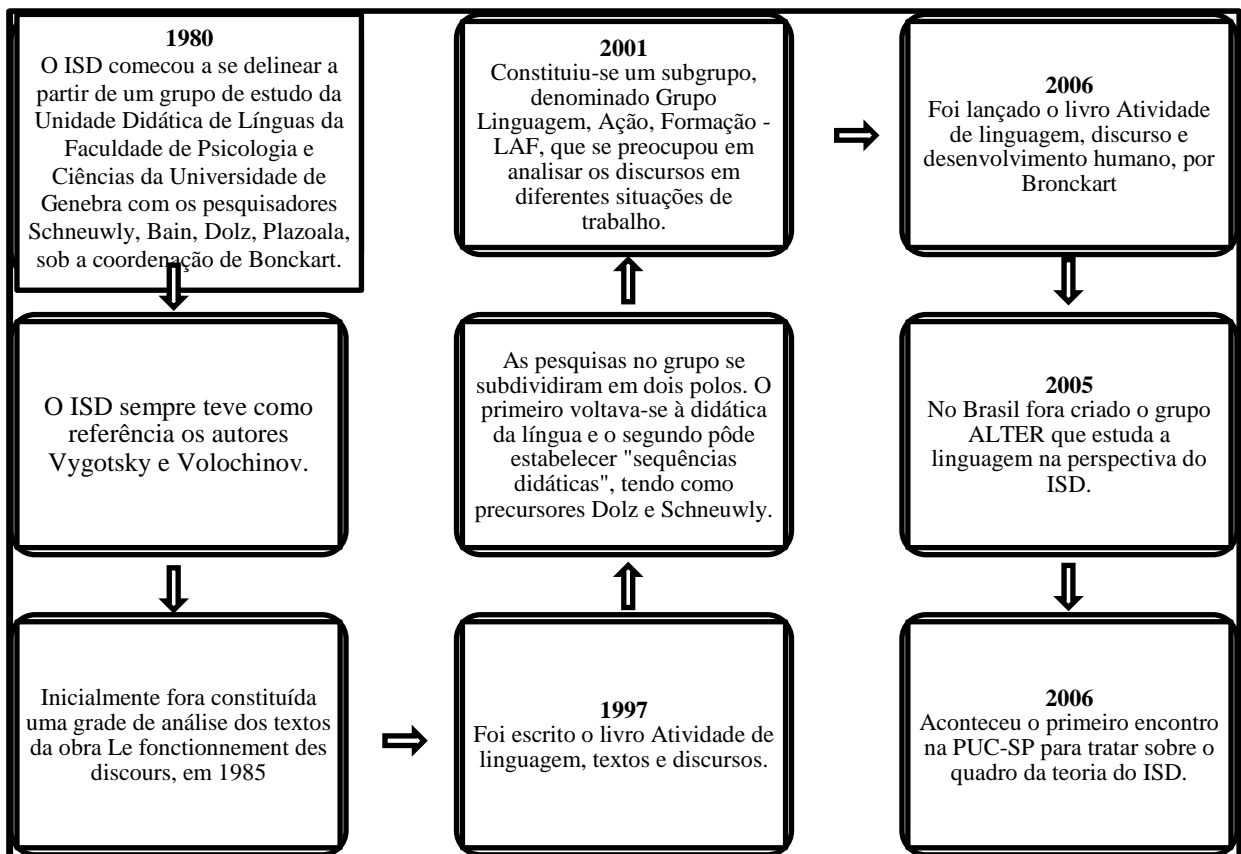 1980
O ISD comecou a se delinear a
partir de um grupo de estudo da
Unidade Didática de Línguas da
Faculdade de Psicologia e
Ciências da Universidade de
Genebra com os pesquisadores
Schneuwly, Bain, Dolz, Plazoala,
sob a coordenação de Bonckart.
O ISD sempre teve como
referência os autores
Vygotsky e Volochinov.
Inicialmente fora constituída
uma grade de análise dos textos
da obra Le fonctionnement des
discours, em 1985
1997
Foi escrito o livro Atividade de
linguagem, textos e discursos.
As pesquisas no grupo se
subdividiram em dois polos. O
primeiro voltava-se à didática
da língua e o segundo pôde
estabelecer "sequências
didáticas", tendo como
precursores Dolz e Schneuwly.
2001
Constituiu-se um subgrupo,
denominado Grupo
Linguagem, Ação, Formação -
LAF, que se preocupou em
analisar os discursos em
diferentes situações de
trabalho.
2006
Foi lançado o livro Atividade
de linguagem, discurso e
desenvolvimento humano, por
Bronckart
2005
No Brasil fora criado o grupo
ALTER que estuda a
linguagem na perspectiva do
ISD.
2006
Aconteceu o primeiro encontro
na PUC-SP para tratar sobre o
quadro da teoria do ISD.